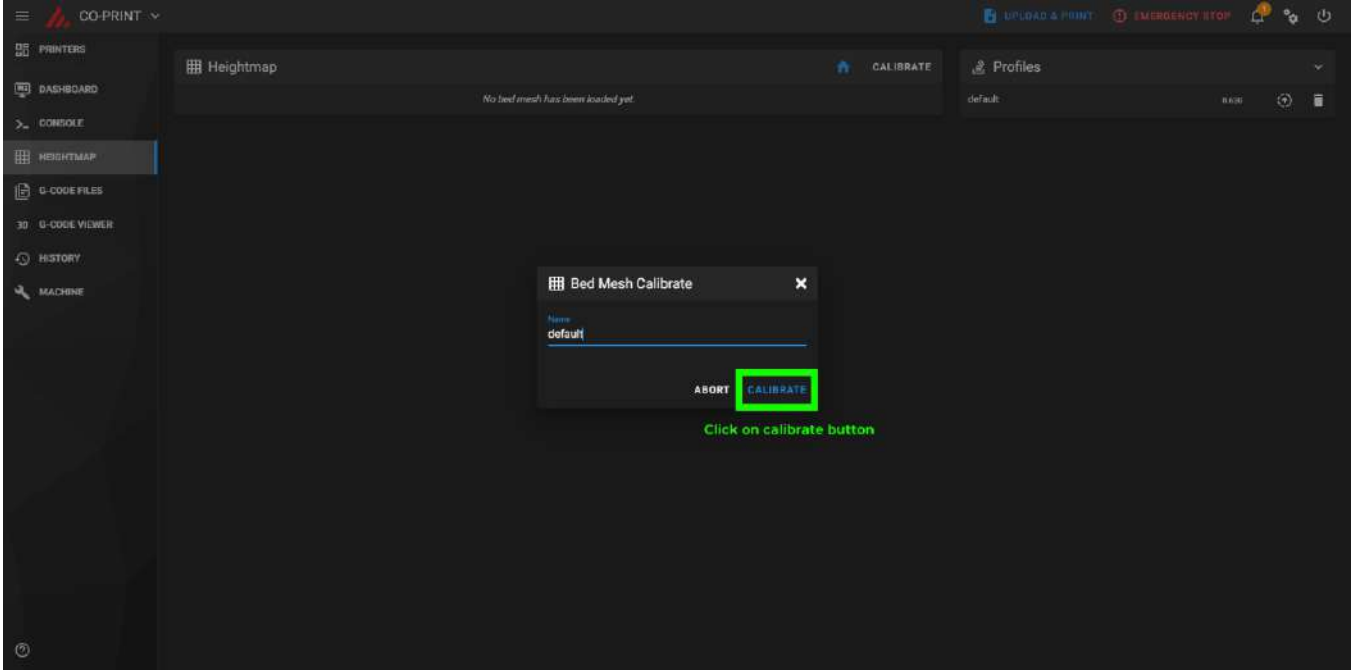 CO-PRINT
UPLOAD & PRINT
EMERGENCY STOP
PRINTERS
DASHBOARD
CONSOLE
HEIGHTMAP
G-CODE FILES
3D G-CODE VIEWER
HISTORY
MACHINE
Heightmap
CALIBRATE
No bed mesh has been loaded yet.
Profiles
default
Bed Mesh Calibrate
Name
default
ABORT
CALIBRATE
Click on calibrate button